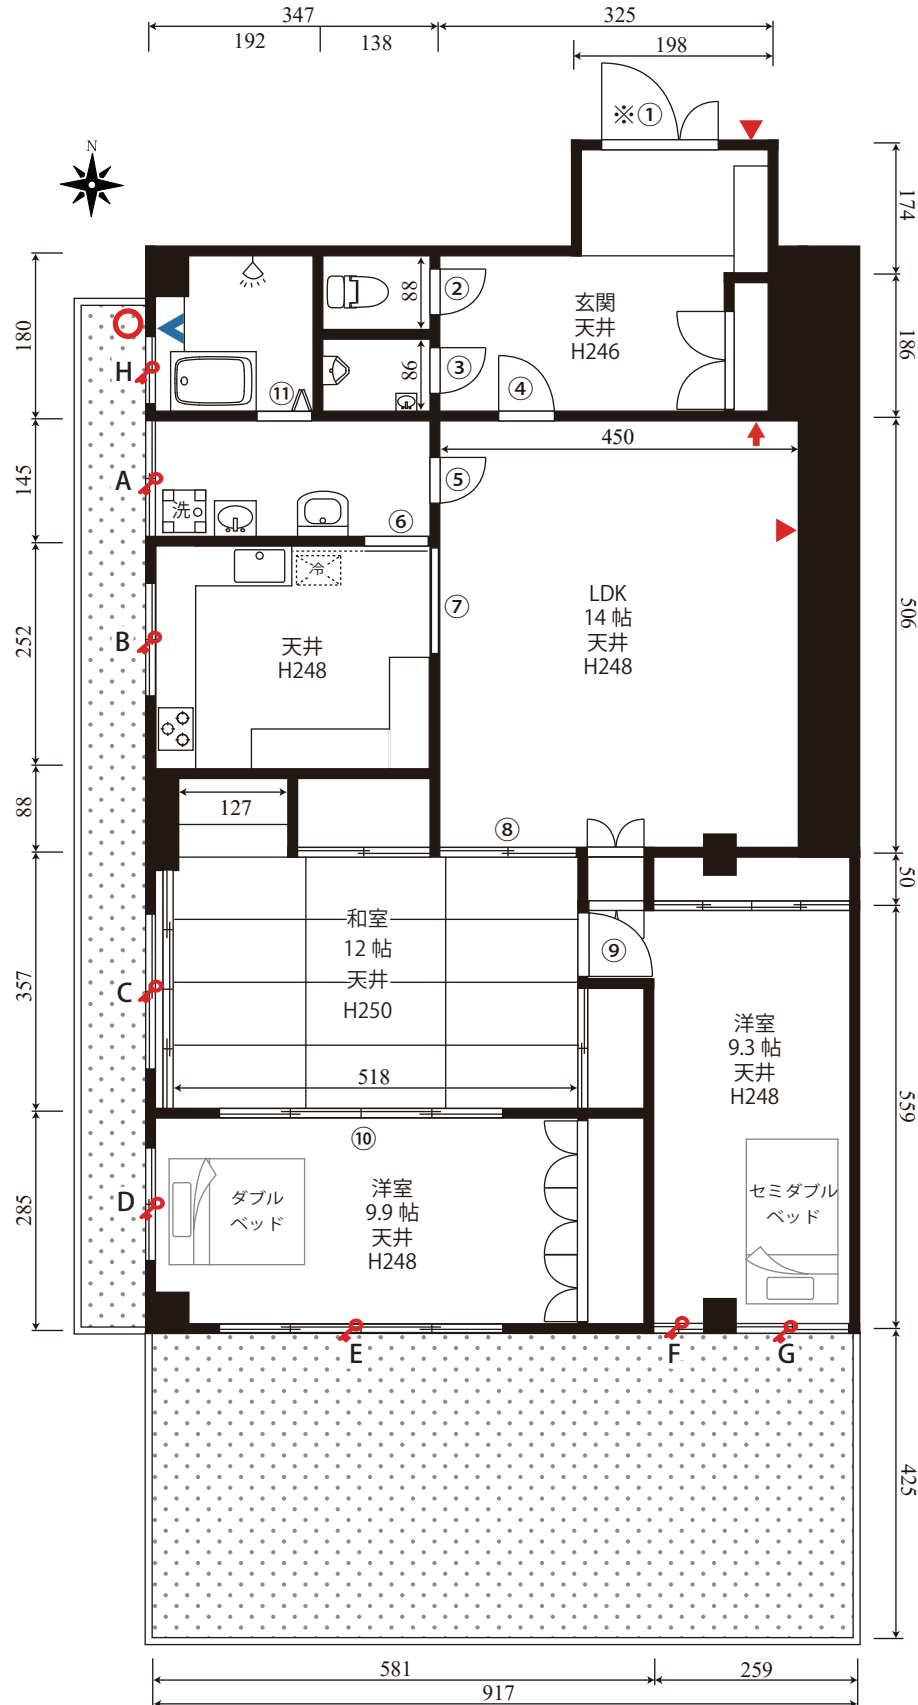 347
325
192
138
198
※①
N
174
180
88
②
玄関
天井
H246
186
H
86
③
④
⑪
145
A
洗
450
⑤
⑥
冷
252
B
天井
H248
⑦
LDK
14 帖
天井
H248
506
88
127
⑧
50
357
和室
12 帖
天井
H250
⑨
C
518
洋室
9.3 帖
天井
H248
559
⑩
285
D
ダブル
ベッド
洋室
9.9 帖
天井
H248
セミダブル
ベッド
E
F
G
425
581
259
917